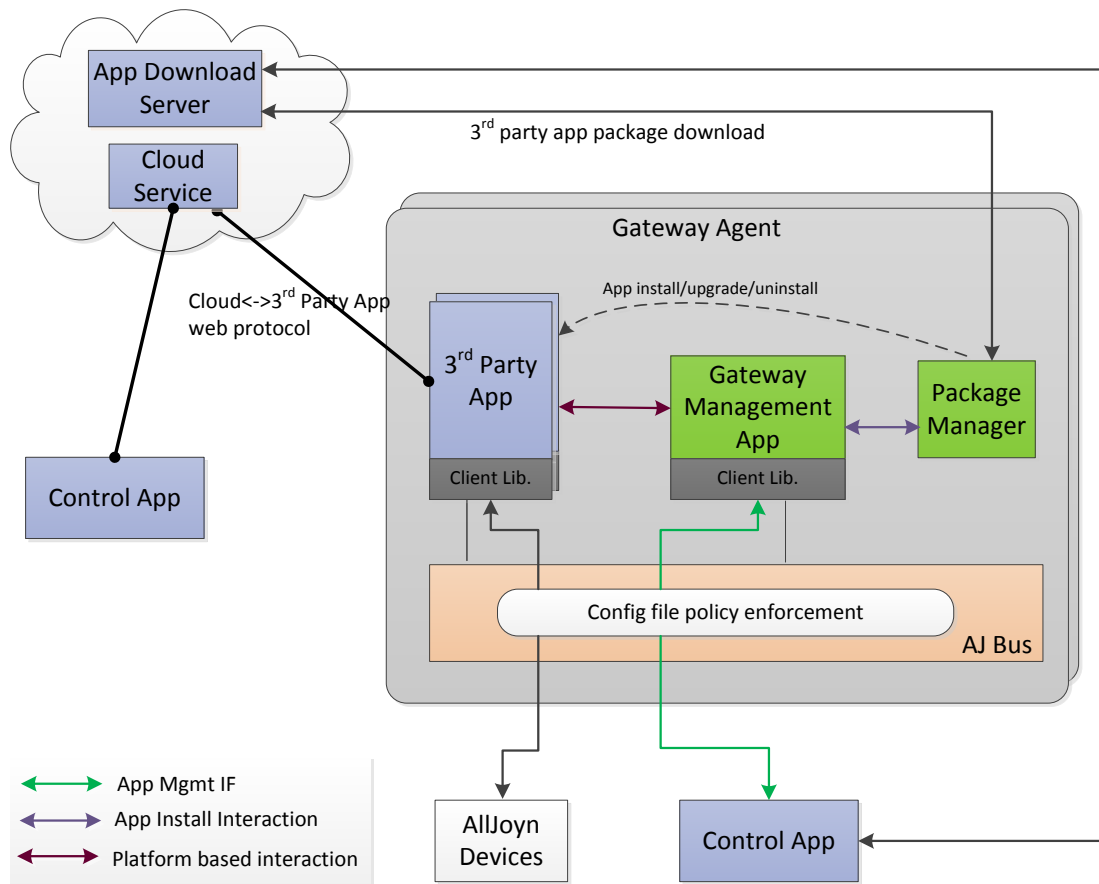 App Download
Server
3rd party app package download
Cloud
Service
Gateway Agent
Cloud<->3rd Party App
web protocol
App install/upgrade/uninstall
3rd Party
App
Client Lib.
Gateway
Management
App
Client Lib.
Package
Manager
Control App
Config file policy enforcement
AJ Bus
App Mgmt IF
App Install Interaction
Platform based interaction
AllJoyn
Devices
Control App